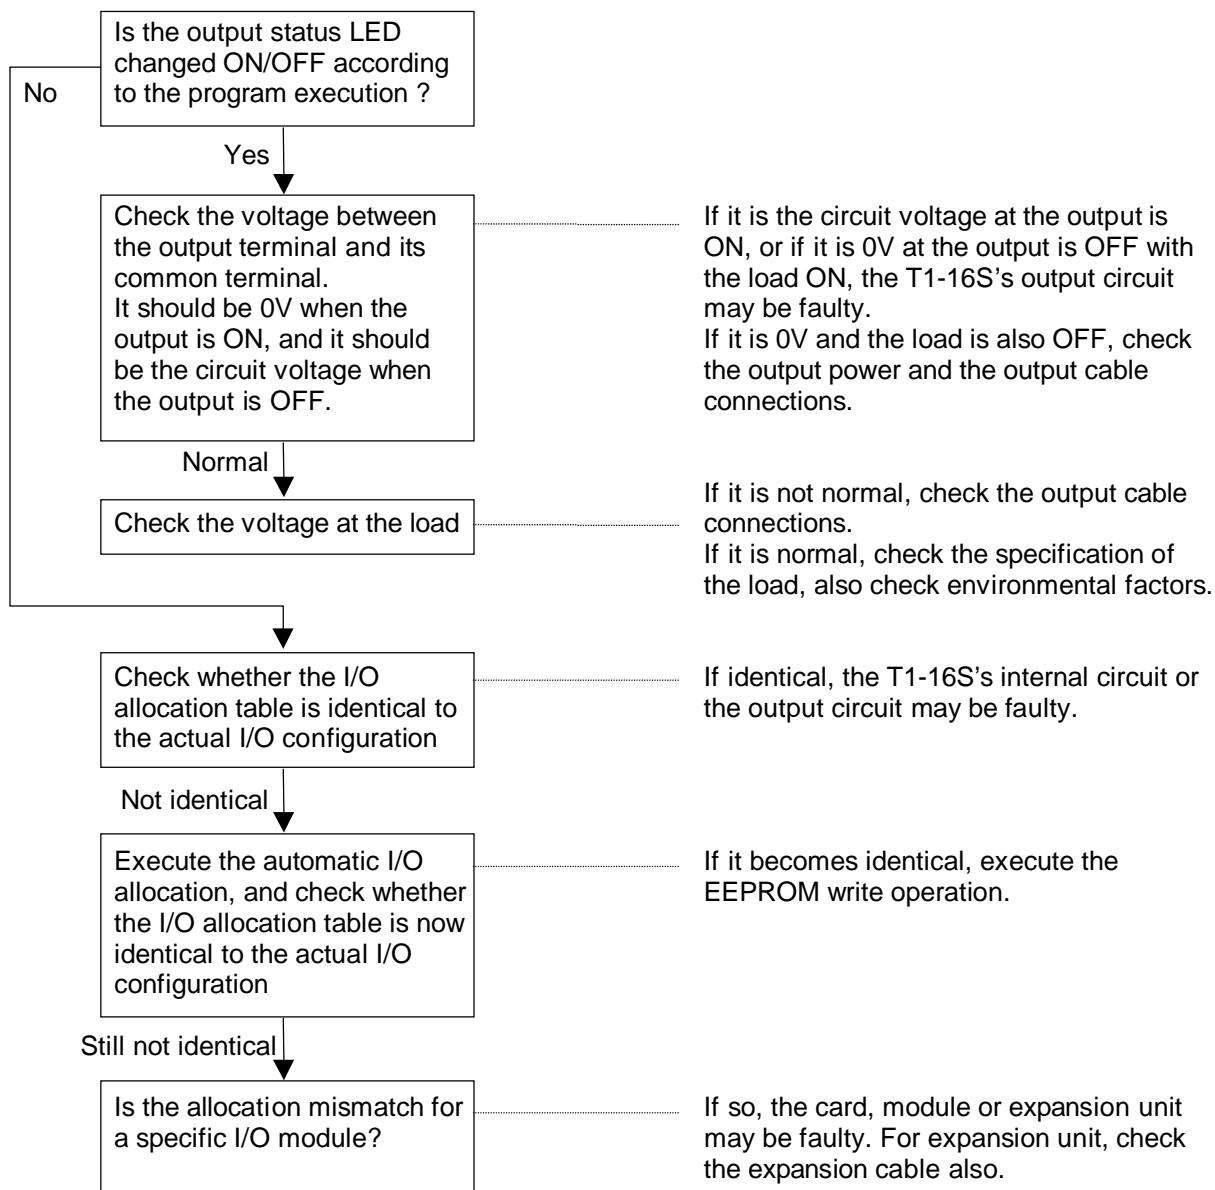 Is the output status LED
changed ON/OFF according
to the program execution ?
No
Yes
Check the voltage between
the output terminal and its
common terminal.
It should be 0V when the
output is ON, and it should
be the circuit voltage when
the output is OFF.
If it is the circuit voltage at the output is
ON, or if it is 0V at the output is OFF with
the load ON, the T1-16S’s output circuit
may be faulty.
If it is 0V and the load is also OFF, check
the output power and the output cable
connections.
Normal
Check the voltage at the load
If it is not normal, check the output cable
connections.
If it is normal, check the specification of
the load, also check environmental factors.
Check whether the I/O
allocation table is identical to
the actual I/O configuration
If identical, the T1-16S’s internal circuit or
the output circuit may be faulty.
Not identical
Execute the automatic I/O
allocation, and check whether
the I/O allocation table is now
identical to the actual I/O
configuration
If it becomes identical, execute the
EEPROM write operation.
Still not identical
Is the allocation mismatch for
a specific I/O module?
If so, the card, module or expansion unit
may be faulty. For expansion unit, check
the expansion cable also.